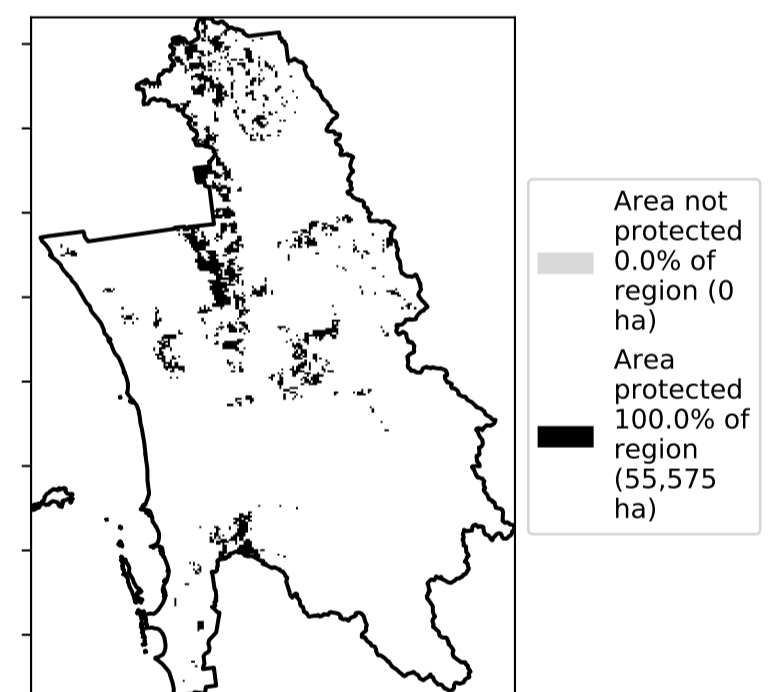 Area not
protected
0.0% of
region (0
ha)
Area
protected
100.0% of
region
(55,575
ha)